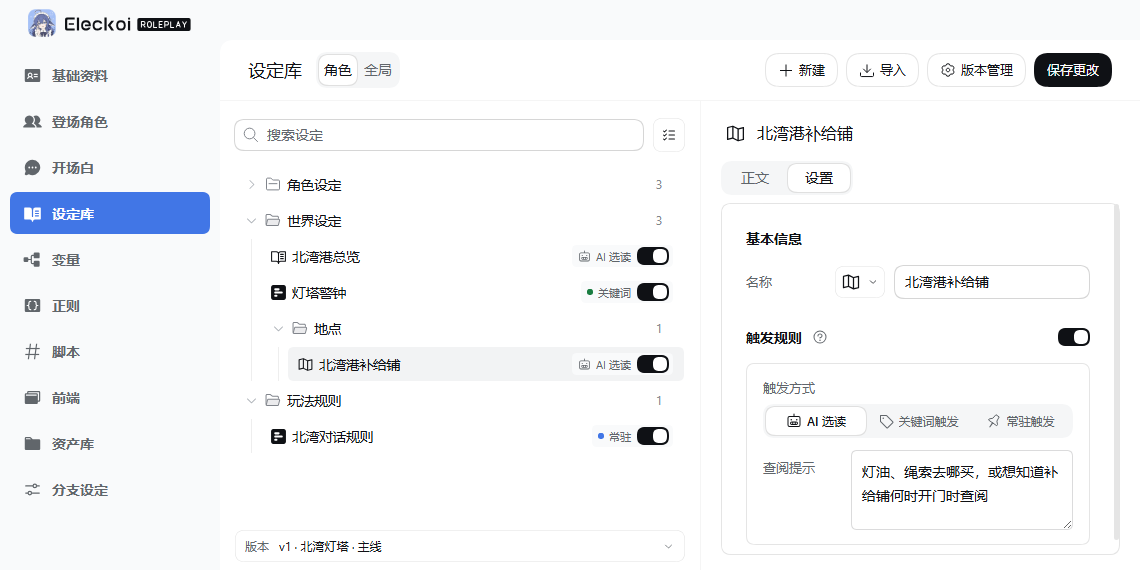 Eleckoi ROLEPLAY
基础资料
登场角色
开场白
设定库
变量
正则
脚本
前端
资产库
分支设定
设定库 角色 全局
新建 导入 版本管理 保存更改
搜索设定
角色设定 3
世界设定 3
北湾港总览 AI 选读
灯塔警钟 关键词
地点 1
北湾港补给铺 AI 选读
玩法规则 1
北湾对话规则 常驻
版本 v1 · 北湾灯塔 · 主线
北湾港补给铺
正文 设置
基本信息
名称 北湾港补给铺
触发规则
触发方式
AI 选读 关键词触发 常驻触发
查阅提示
灯油、绳索去哪买，或想知道补
给铺何时开门时查阅